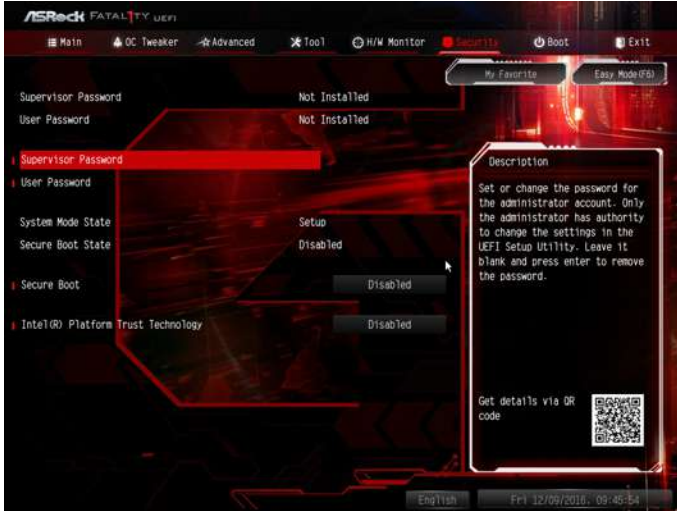 ASRock FATAL1TY UEFI
Main OC Tweaker Advanced Tool H/W Monitor Security Boot Exit
My Favorite Easy Mode(F6)
Supervisor Password Not Installed
User Password Not Installed
Supervisor Password
User Password
System Mode State Setup
Secure Boot State Disabled
Secure Boot Disabled
Intel(R) Platform Trust Technology Disabled
Description
Set or change the password for
the administrator account. Only
the administrator has authority
to change the settings in the
UEFI Setup Utility. Leave it
blank and press enter to remove
the password.
Get details via QR
code
English Fri 12/09/2016. 09:45:54